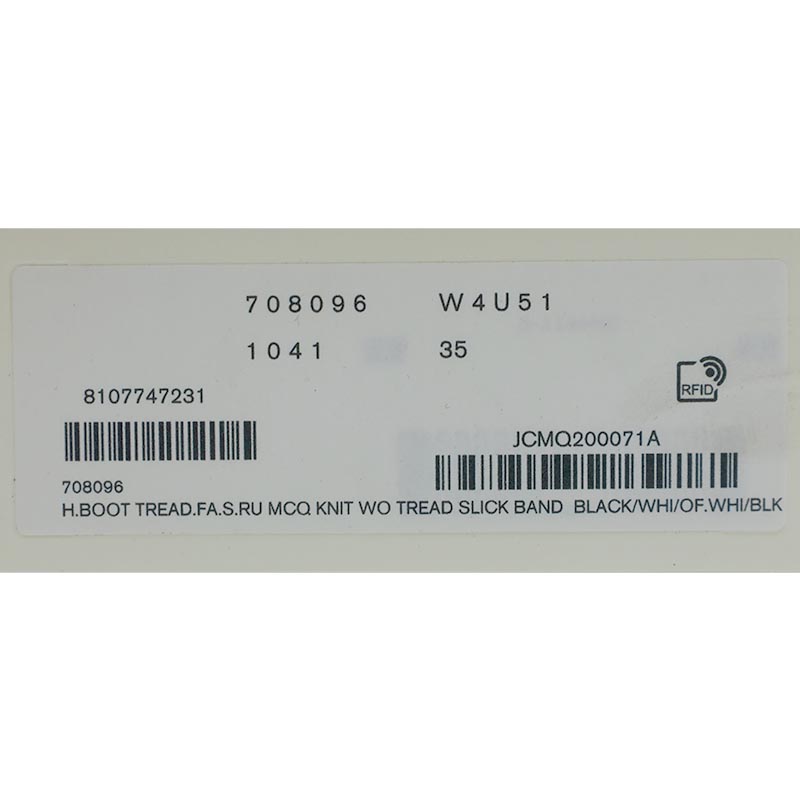 708096 W4U51
1041 35
RFID
8107747231
JCMQ200071A
708096
H.BOOT TREAD.FA.S.RU MCQ KNIT WO TREAD SLICK BAND BLACK/WHI/OF.WHI/BLK